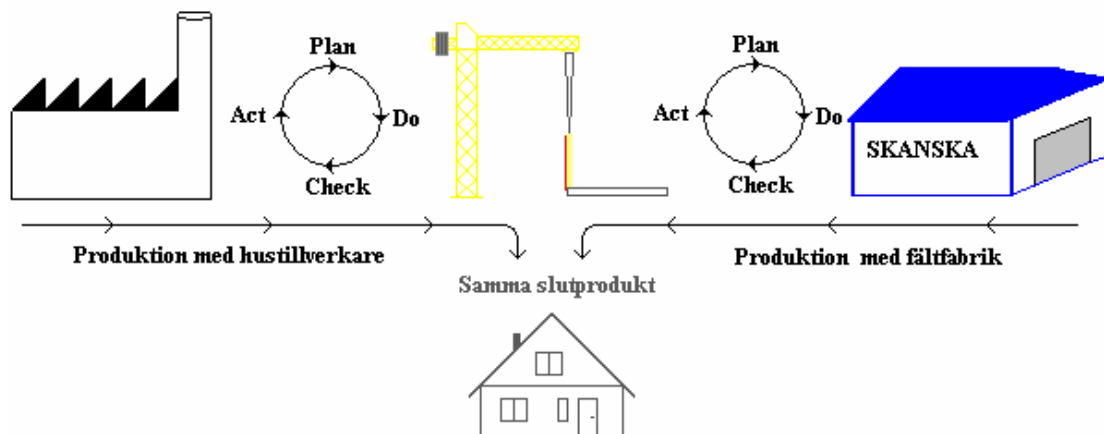 Plan
Act
Do
Check
Plan
Act
Do
Check
SKANSKA
Produktion med hustillverkare
Produktion med fältfabrik
Samma slutprodukt